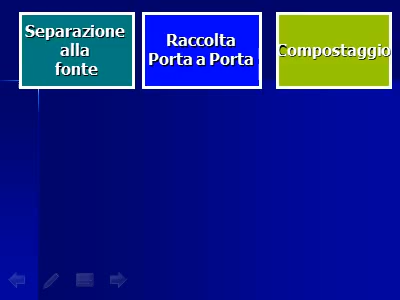 Separazione
alla
fonte
Raccolta
Porta a Porta
Compostaggio